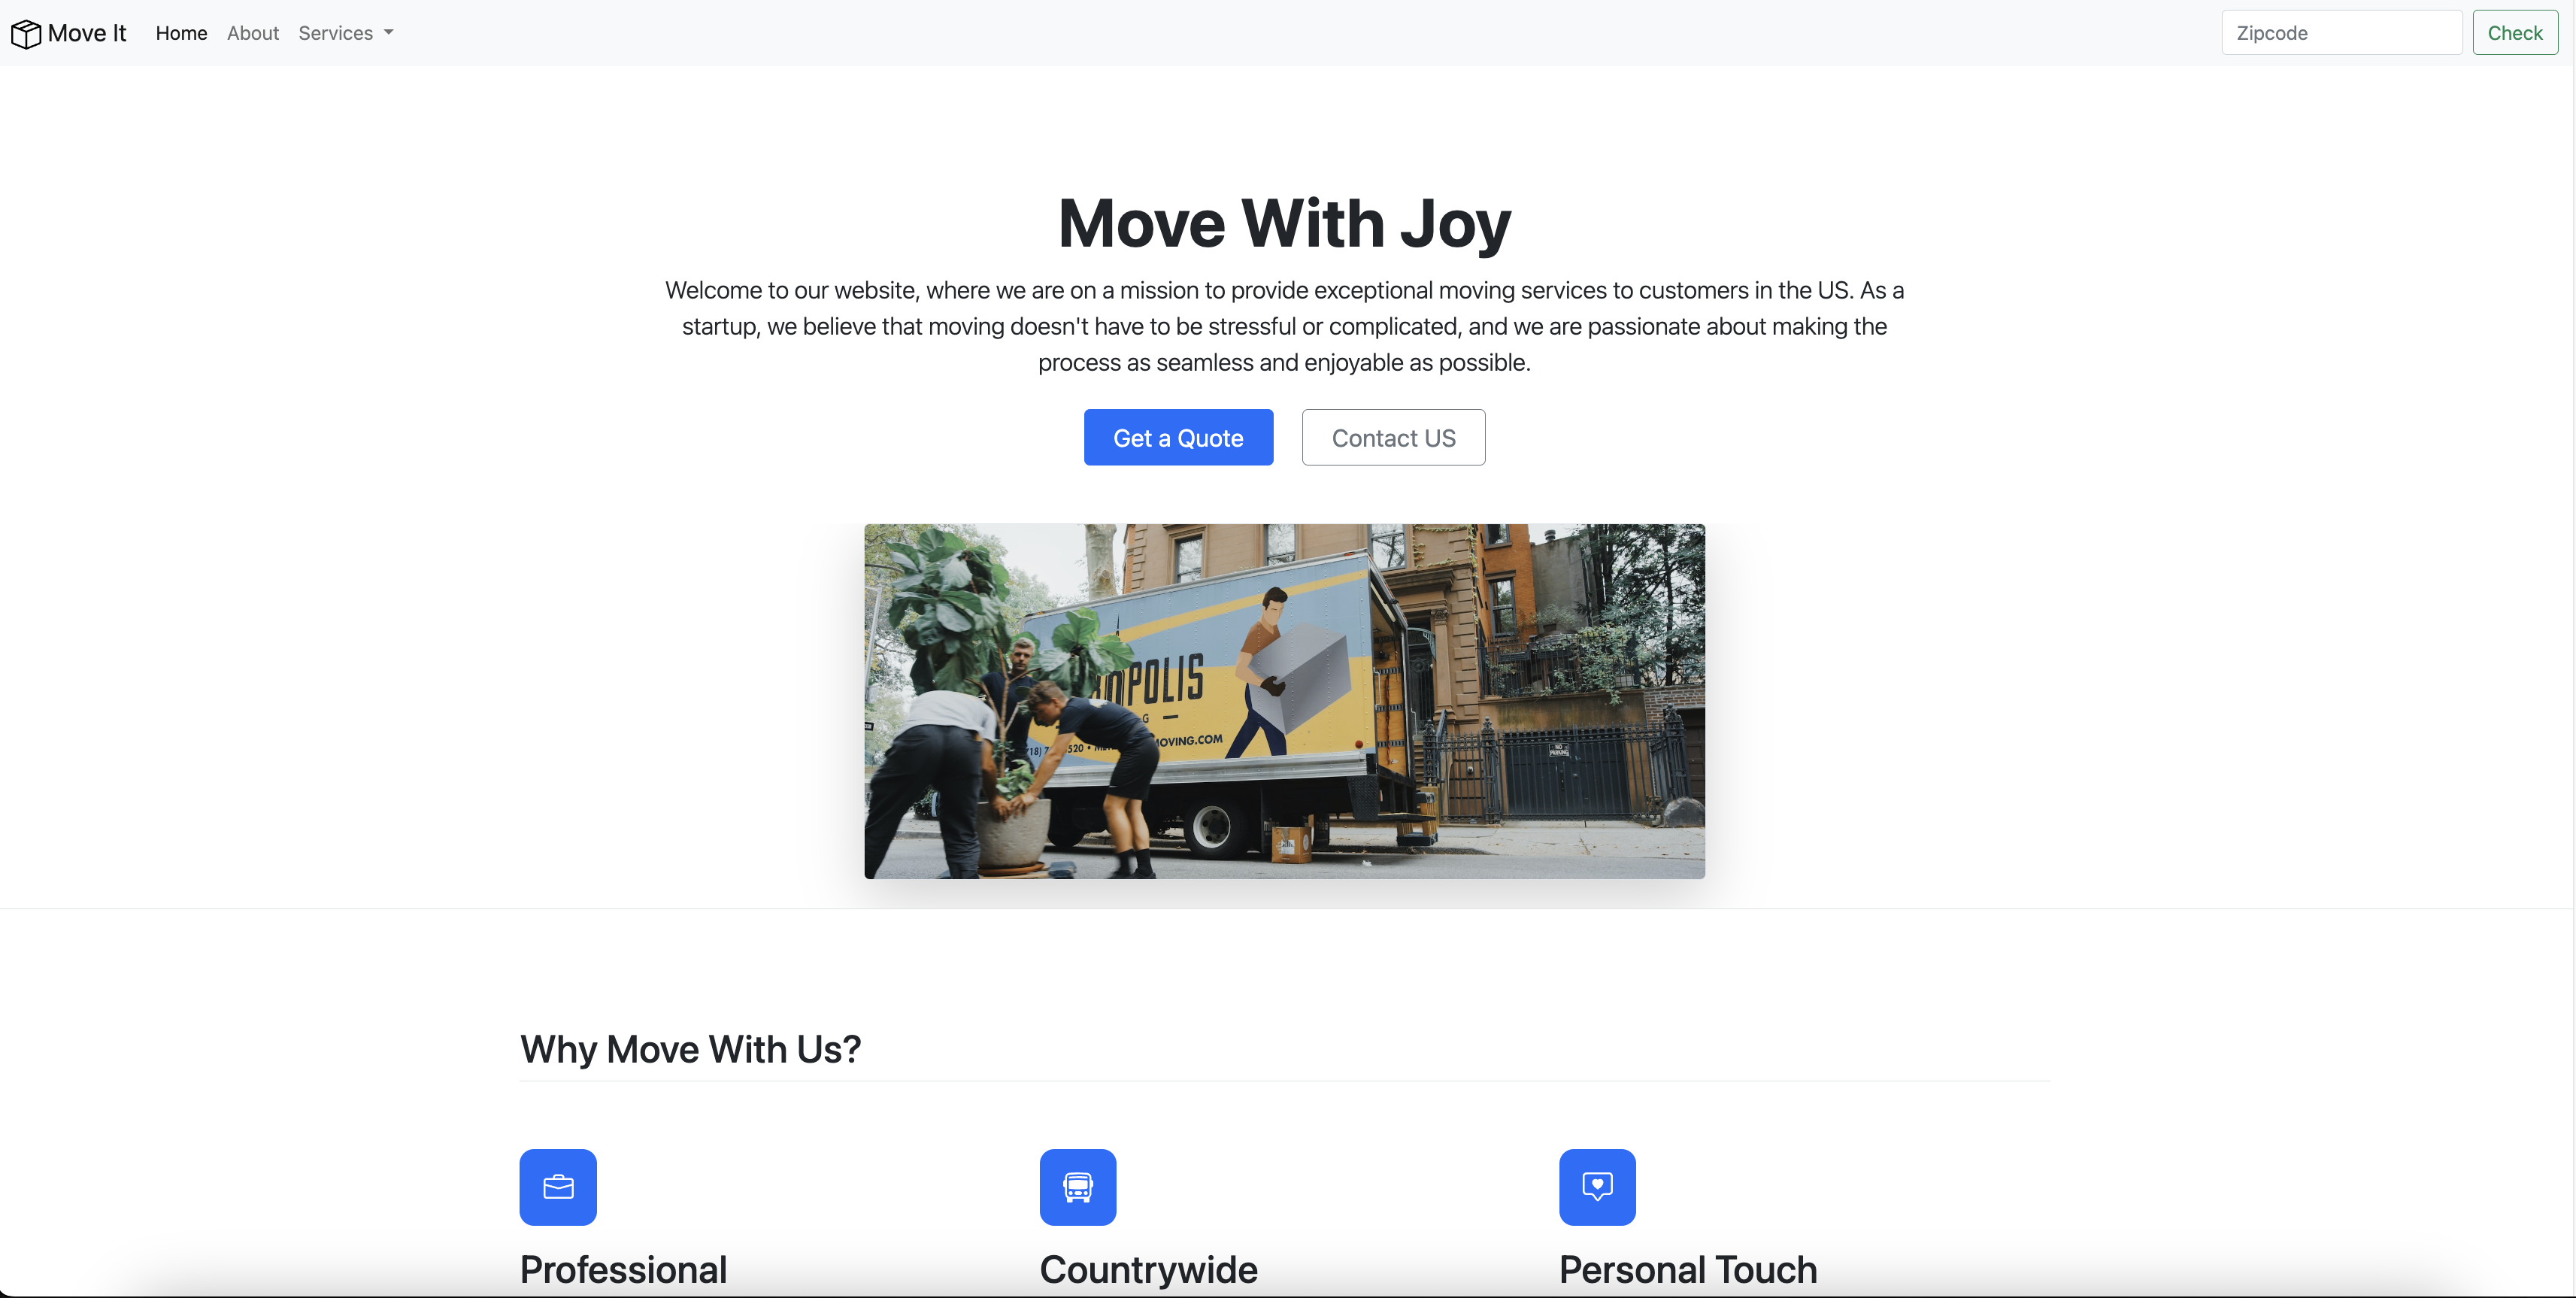 Move It
Home
About
Services
Zipcode
Check
Move With Joy
Welcome to our website, where we are on a mission to provide exceptional moving services to customers in the US. As a
startup, we believe that moving doesn't have to be stressful or complicated, and we are passionate about making the
process as seamless and enjoyable as possible.
Get a Quote
Contact US
POLIS
MOVING.COM
NO
PARKING
Why Move With Us?
Professional
Countrywide
Personal Touch